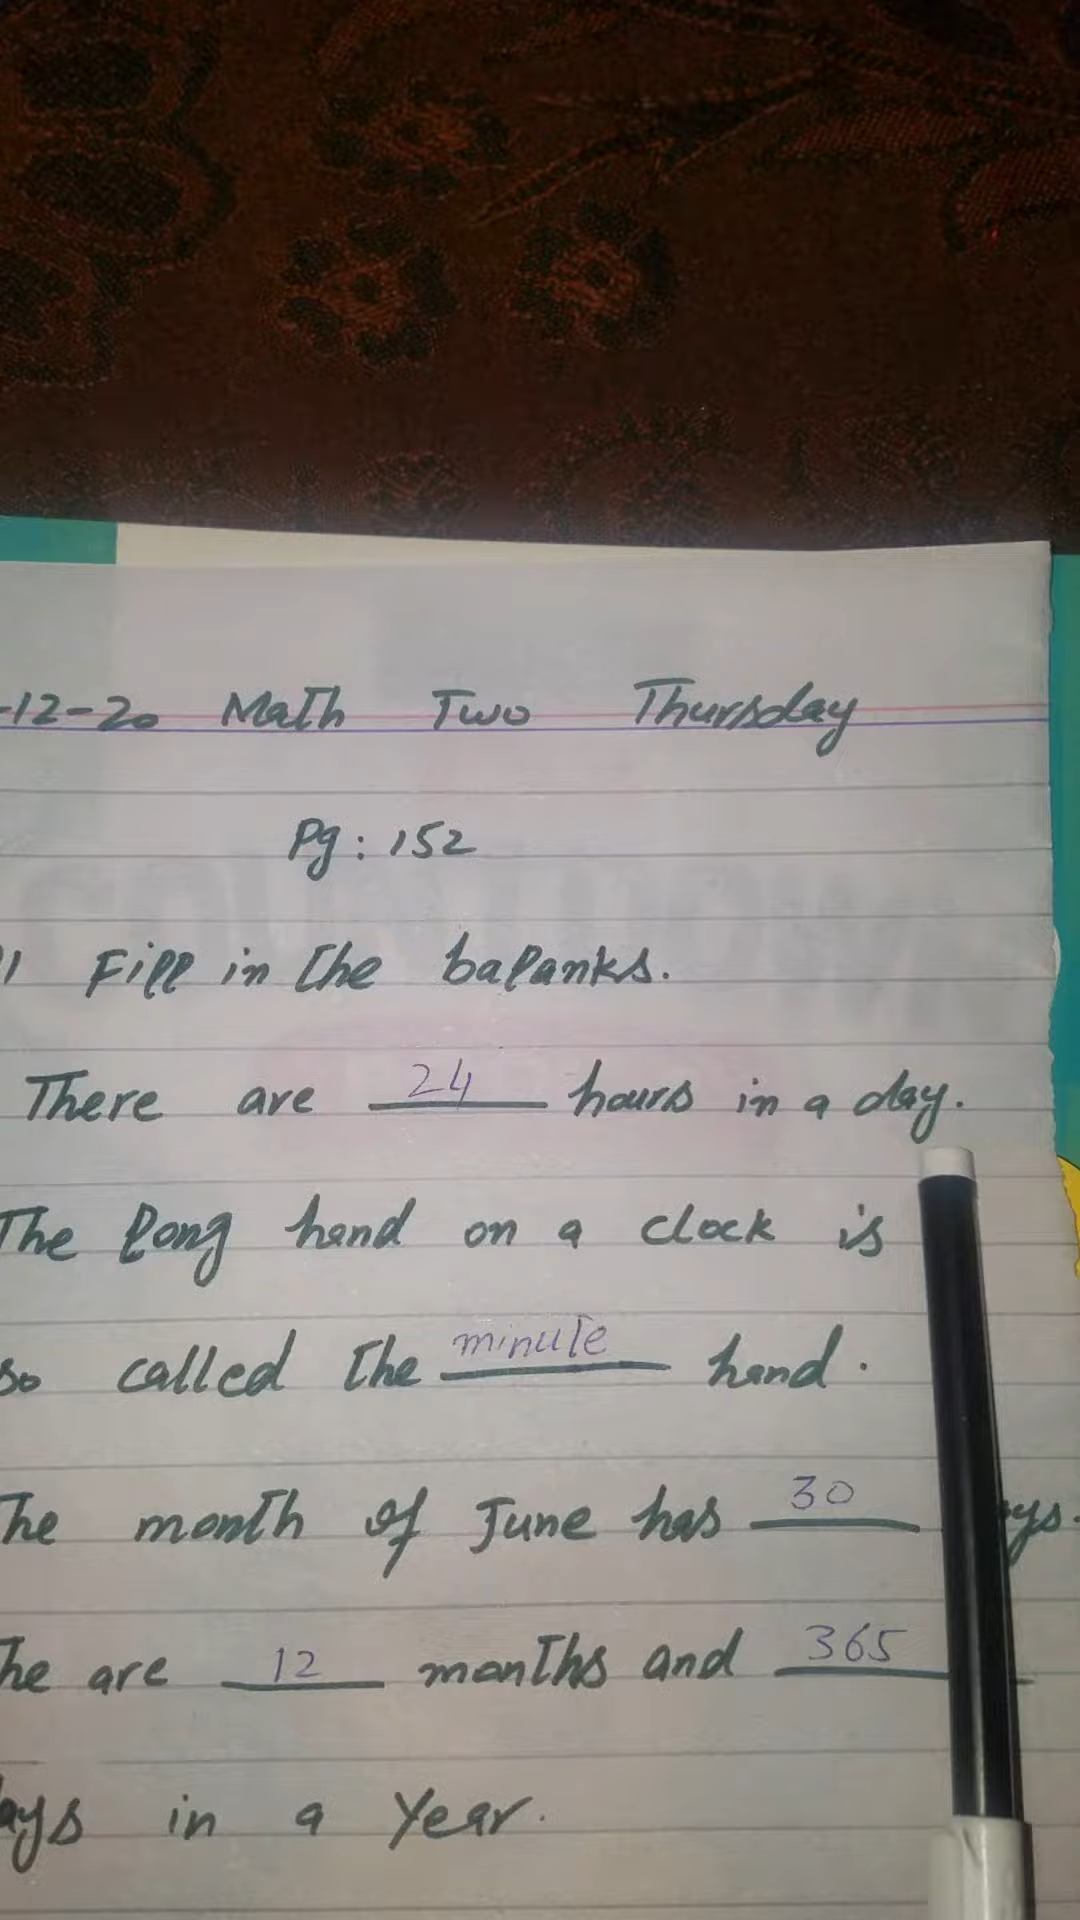 -12-20 Math Two Thursday
Pg: 152
1 Fill in the balanks.
There are 24 hours in a day.
The long hand on a clock is
so called the minute hand.
The month of June has 30 ays.
he are 12 months and 365
ays in a Year.